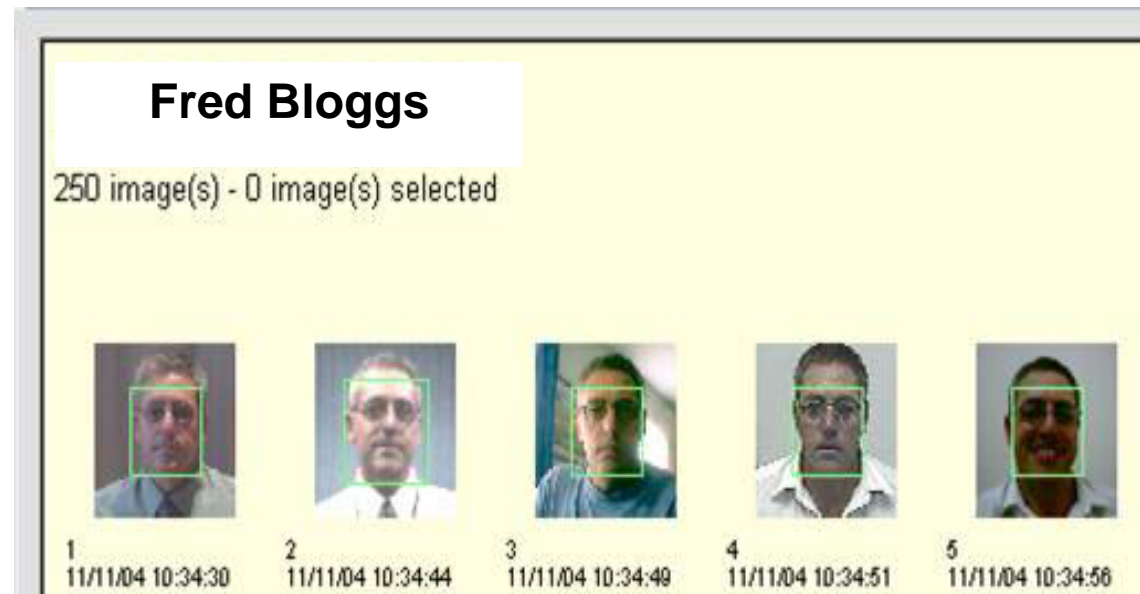 Fred Bloggs
250 image(s) - 0 image(s) selected
1 2 3 4 5
11/11/04 10:34:30 11/11/04 10:34:44 11/11/04 10:34:49 11/11/04 10:34:51 11/11/04 10:34:56